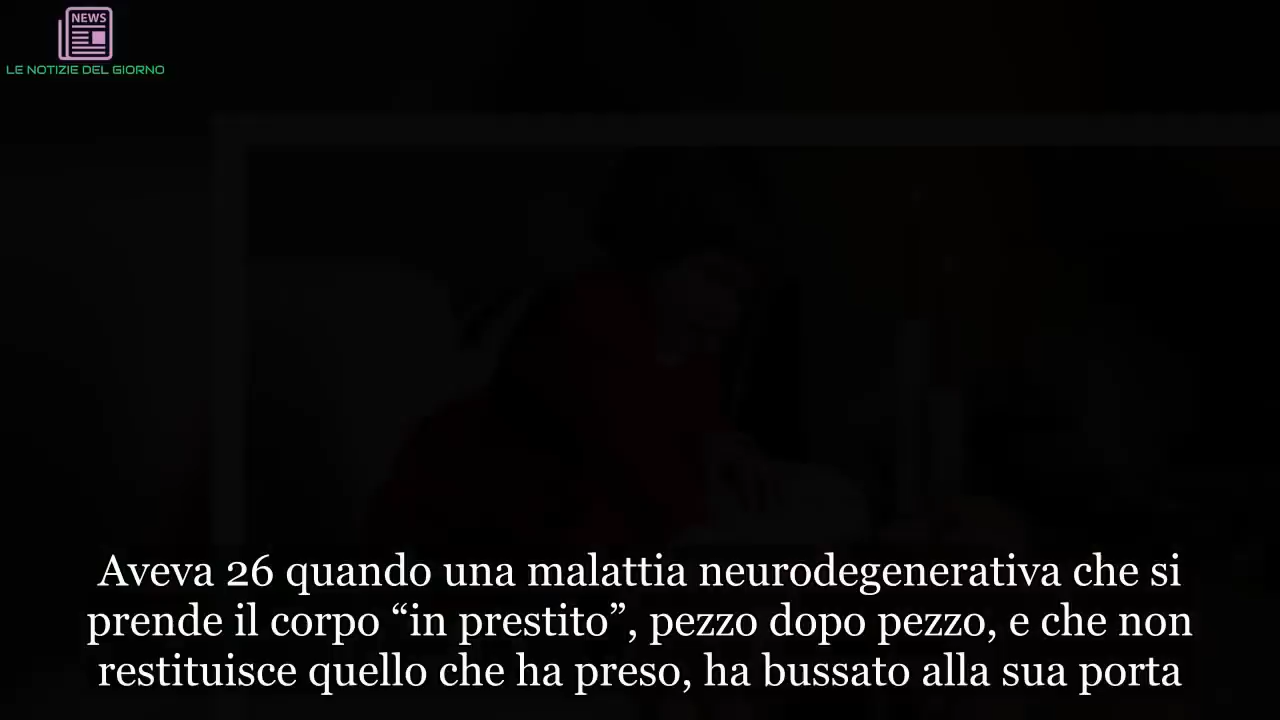 NEWS
LE NOTIZIE DEL GIORNO
Aveva 26 quando una malattia neurodegenerativa che si
prende il corpo “in prestito”, pezzo dopo pezzo, e che non
restituisce quello che ha preso, ha bussato alla sua porta